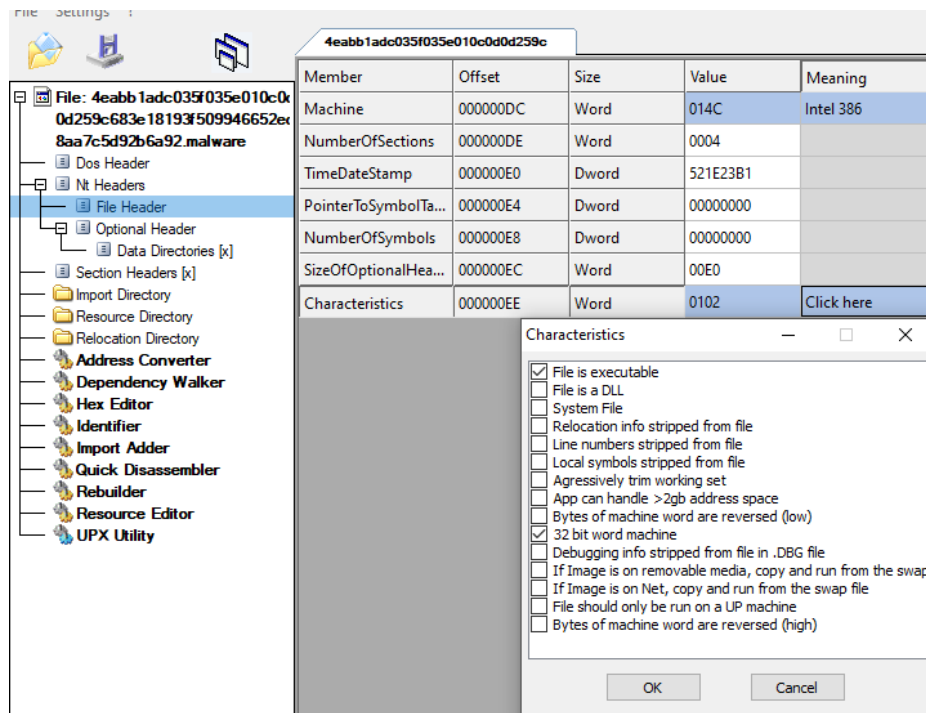 File Settings ?
4eabb1adc035f035e010c0d0d259c
File: 4eabb1adc035f035e010c0
0d259c683e18193f509946652e
8aa7c5d92b6a92.malware
Dos Header
Nt Headers
File Header
Optional Header
Data Directories [x]
Section Headers [x]
Import Directory
Resource Directory
Relocation Directory
Address Converter
Dependency Walker
Hex Editor
Identifier
Import Adder
Quick Disassembler
Rebuilder
Resource Editor
UPX Utility
Member Offset Size Value Meaning
Machine 000000DC Word 014C Intel 386
NumberOfSections 000000DE Word 0004
TimeDateStamp 000000E0 Dword 521E23B1
PointerToSymbolTa... 000000E4 Dword 00000000
NumberOfSymbols 000000E8 Dword 00000000
SizeOfOptionalHea... 000000EC Word 00E0
Characteristics 000000EE Word 0102 Click here
Characteristics
File is executable
File is a DLL
System File
Relocation info stripped from file
Line numbers stripped from file
Local symbols stripped from file
Agressively trim working set
App can handle >2gb address space
Bytes of machine word are reversed (low)
32 bit word machine
Debugging info stripped from file in .DBG file
If Image is on removable media, copy and run from the swap
If Image is on Net, copy and run from the swap file
File should only be run on a UP machine
Bytes of machine word are reversed (high)
OK Cancel